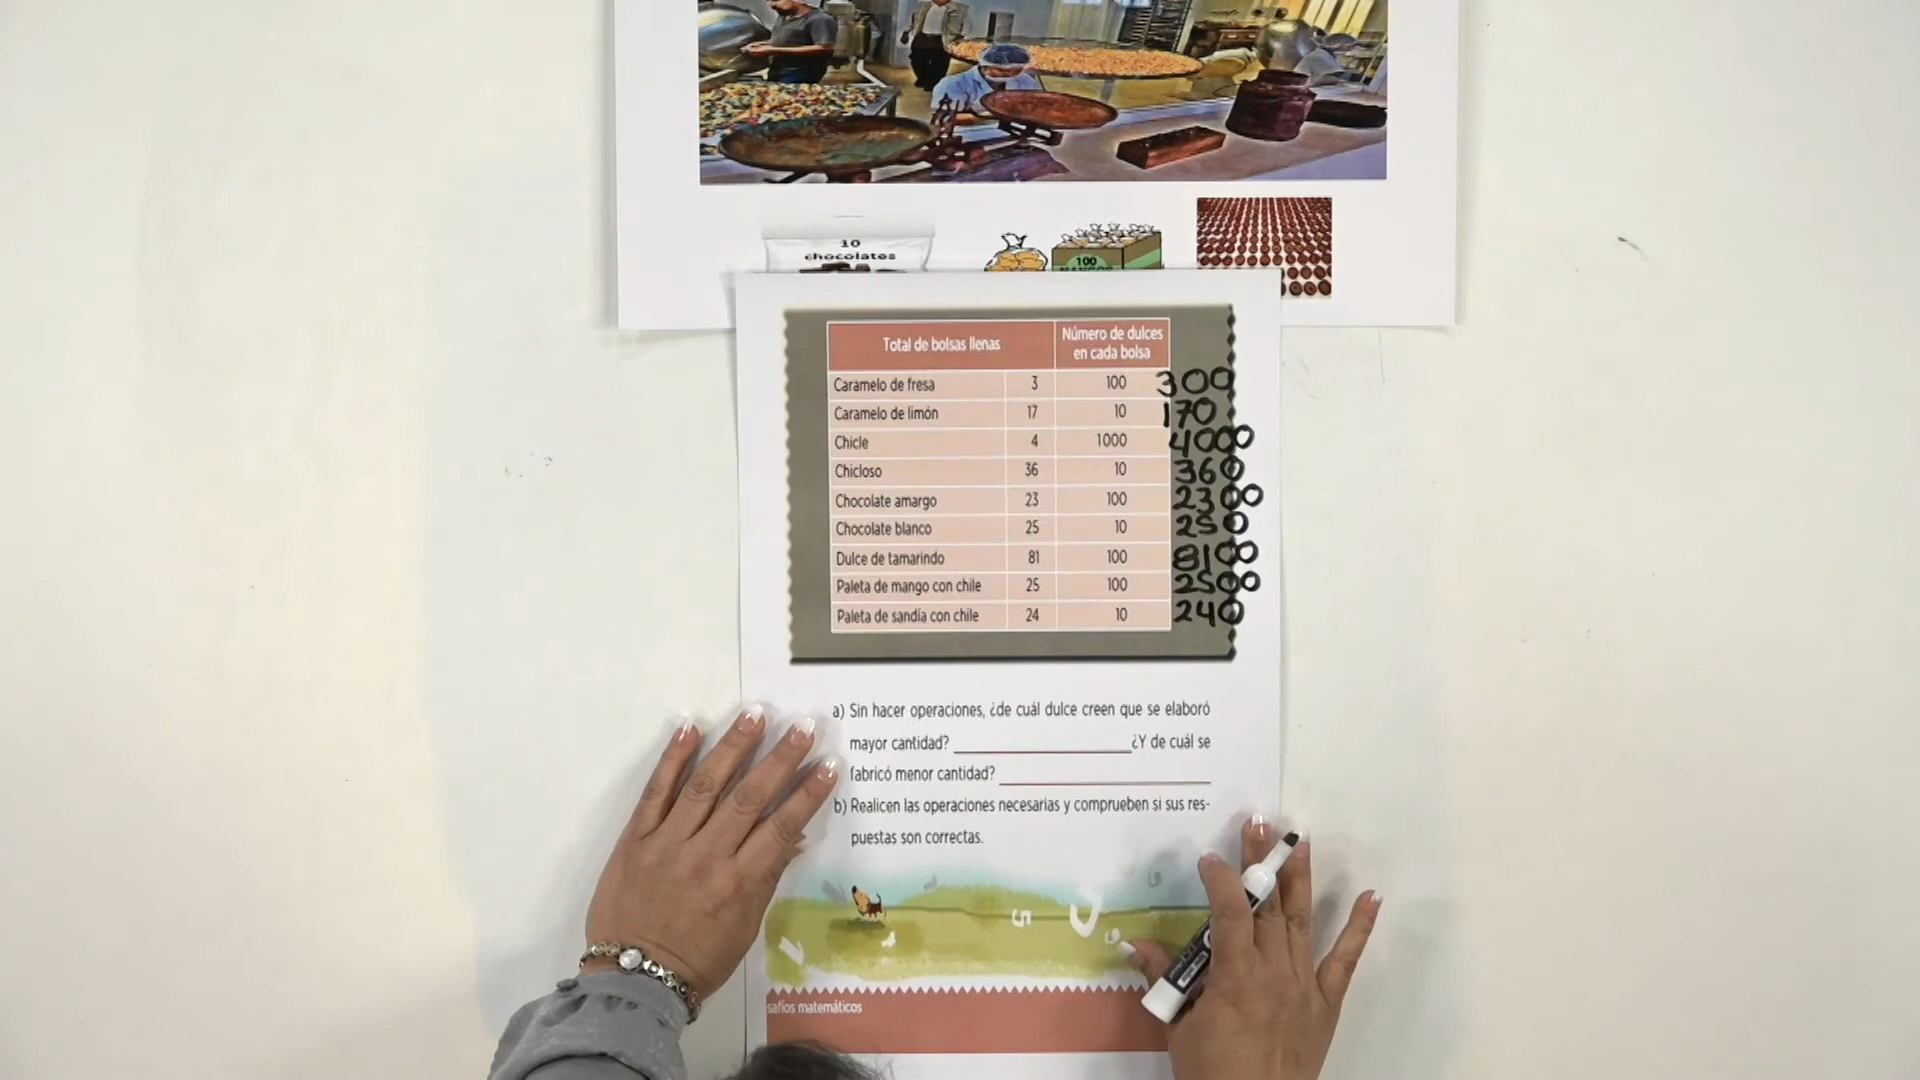 10
chocolates
100
MANGOS
Total de bolsas llenas Número de dulces
en cada bolsa
Caramelo de fresa 3 100 300
Caramelo de limón 17 10 170
Chicle 4 1000 4000
Chicloso 36 10 360
Chocolate amargo 23 100 2300
Chocolate blanco 25 10 250
Dulce de tamarindo 81 100 8100
Paleta de mango con chile 25 100 2500
Paleta de sandía con chile 24 10 240
a) Sin hacer operaciones, ¿de cuál dulce creen que se elaboró
mayor cantidad? ¿Y de cuál se
fabricó menor cantidad?
b) Realicen las operaciones necesarias y comprueben si sus res-
puestas son correctas.
5
safíos matemáticos